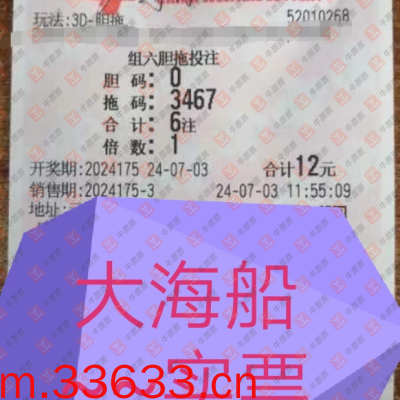 玩法:3D-胆拖
52010268
组六胆拖投注
胆 码: 0
拖 码: 3467
合 计: 6注
倍 数: 1
开奖期:2024175 24-07-03 合计12元
销售期:2024175-3 24-07-03 11:55:09
地址:
大海船
实票
m.33633.cn